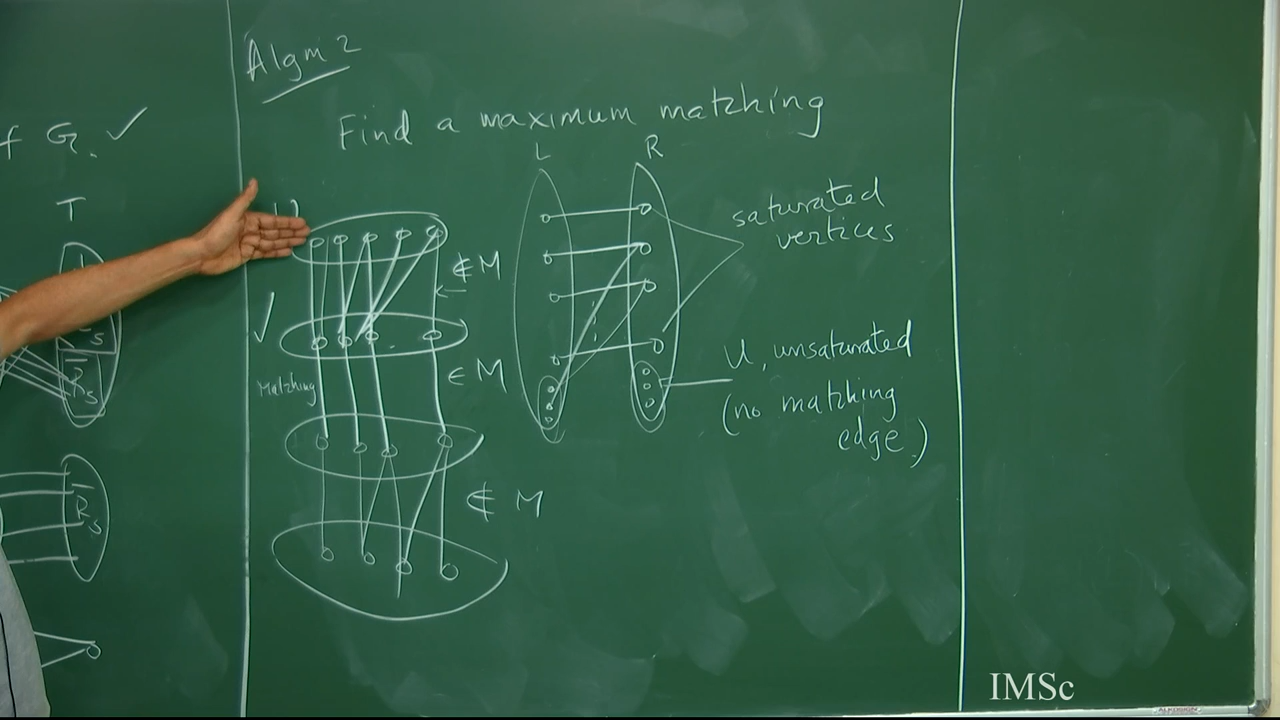 Algm 2
f G. ✓
Find a maximum matching
T
L R
U
saturated
vertices
∉ M
✓
R̅s
U, unsaturated
Matching
∈ M
(no matching
edge.)
R̅s
∉ M
IMSc